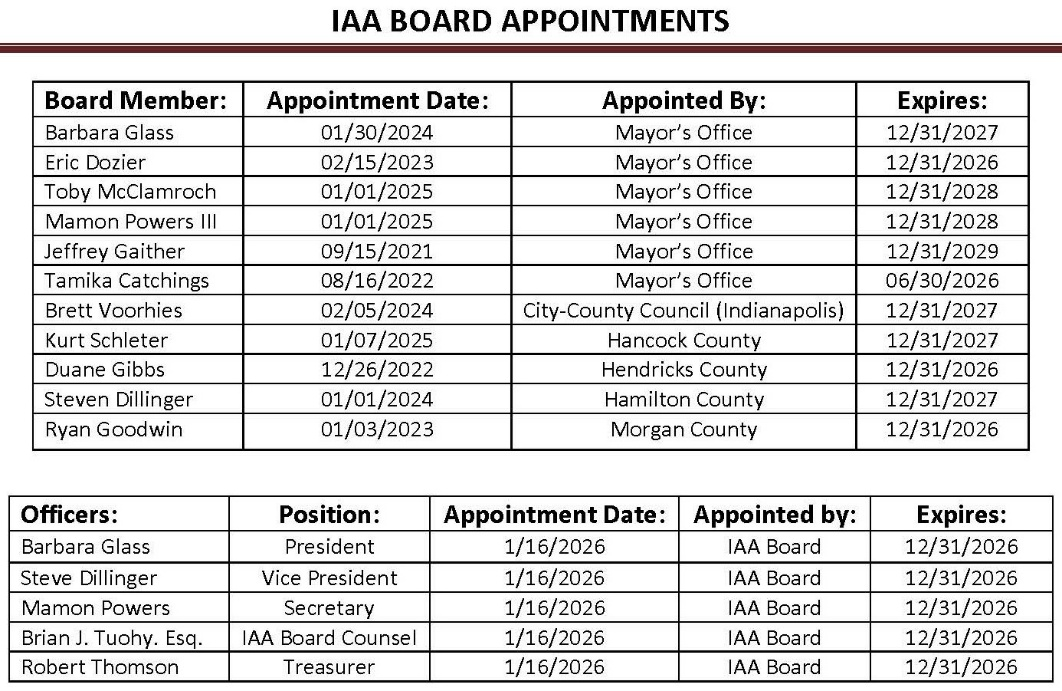 IAA BOARD APPOINTMENTS
Board Member: Appointment Date: Appointed By: Expires:
Barbara Glass 01/30/2024 Mayor’s Office 12/31/2027
Eric Dozier 02/15/2023 Mayor’s Office 12/31/2026
Toby McClamroch 01/01/2025 Mayor’s Office 12/31/2028
Mamon Powers III 01/01/2025 Mayor’s Office 12/31/2028
Jeffrey Gaither 09/15/2021 Mayor’s Office 12/31/2029
Tamika Catchings 08/16/2022 Mayor’s Office 06/30/2026
Brett Voorhies 02/05/2024 City-County Council (Indianapolis) 12/31/2027
Kurt Schleter 01/07/2025 Hancock County 12/31/2027
Duane Gibbs 12/26/2022 Hendricks County 12/31/2026
Steven Dillinger 01/01/2024 Hamilton County 12/31/2027
Ryan Goodwin 01/03/2023 Morgan County 12/31/2026
Officers: Position: Appointment Date: Appointed by: Expires:
Barbara Glass President 1/16/2026 IAA Board 12/31/2026
Steve Dillinger Vice President 1/16/2026 IAA Board 12/31/2026
Mamon Powers Secretary 1/16/2026 IAA Board 12/31/2026
Brian J. Tuohy. Esq. IAA Board Counsel 1/16/2026 IAA Board 12/31/2026
Robert Thomson Treasurer 1/16/2026 IAA Board 12/31/2026